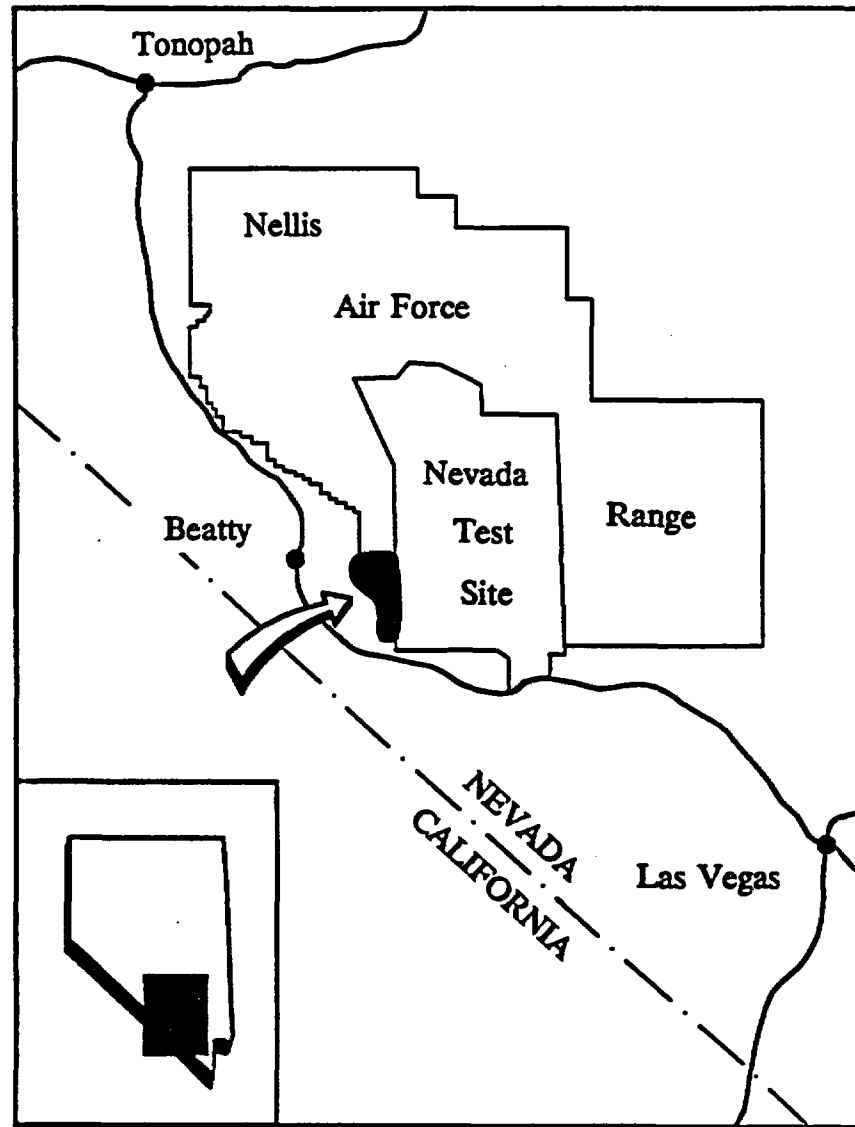 Tonopah
Nellis
Air Force
Nevada
Test
Site
Range
Beatty
NEVADA
CALIFORNIA
Las Vegas